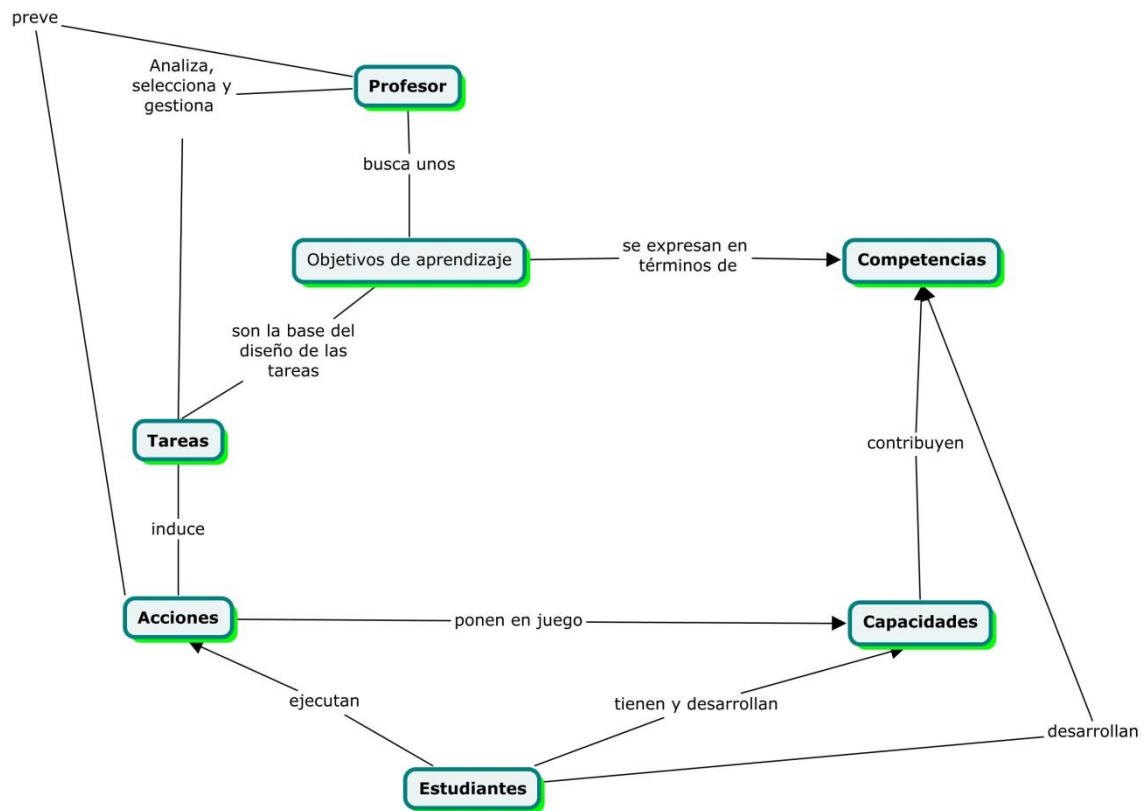 preve
Analiza,
selecciona y
gestiona
Profesor
busca unos
Objetivos de aprendizaje
se expresan en
términos de
Competencias
son la base del
diseño de las
tareas
Tareas
contribuyen
induce
Acciones
ponen en juego
Capacidades
ejecutan
tienen y desarrollan
desarrollan
Estudiantes